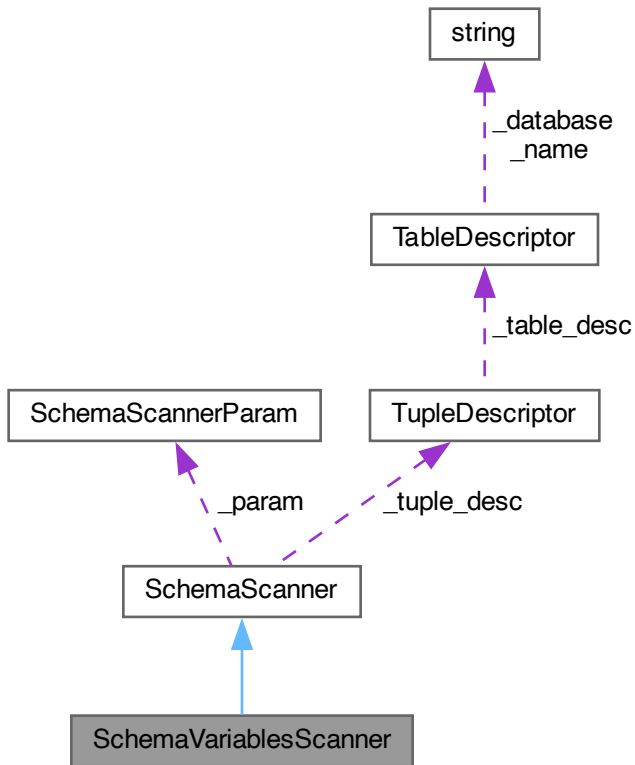 string
_database
_name
TableDescriptor
_table_desc
SchemaScannerParam
TupleDescriptor
_param
_tuple_desc
SchemaScanner
SchemaVariablesScanner